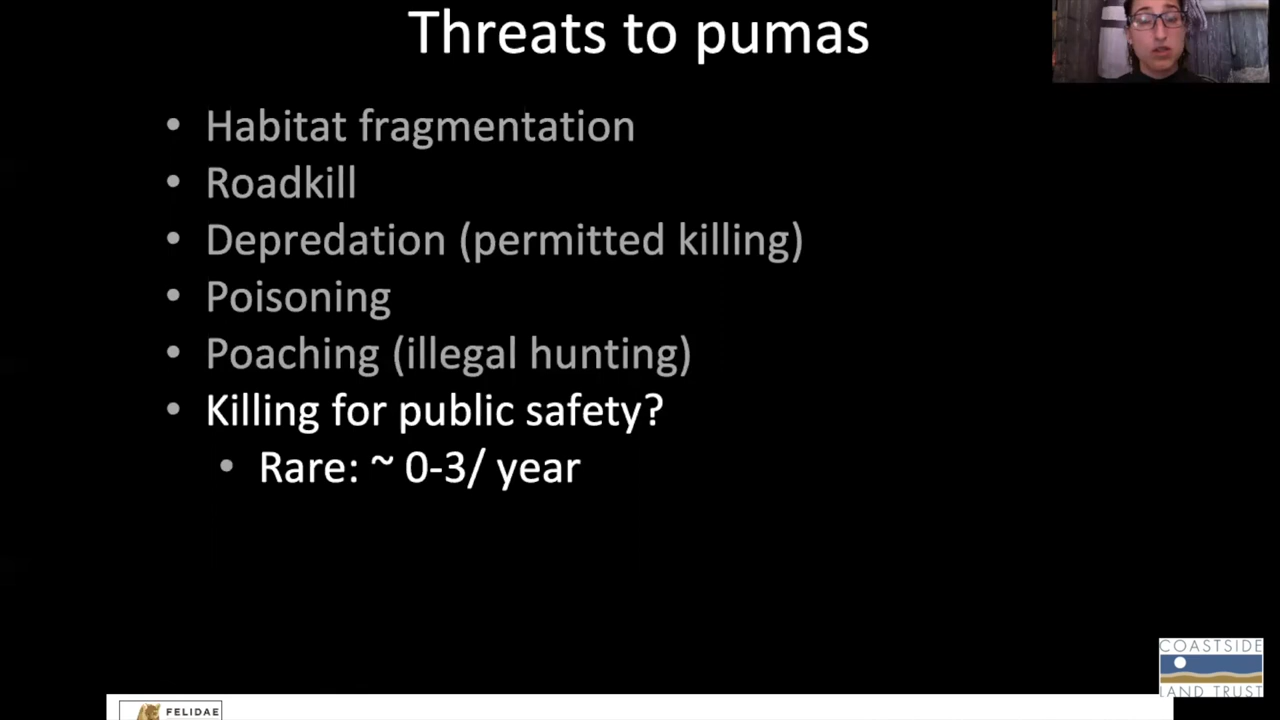 Threats to pumas
• Habitat fragmentation
• Roadkill
• Depredation (permitted killing)
• Poisoning
• Poaching (illegal hunting)
• Killing for public safety?
• Rare: ~ 0-3/ year
COASTSIDE
LAND TRUST
FELIDAE